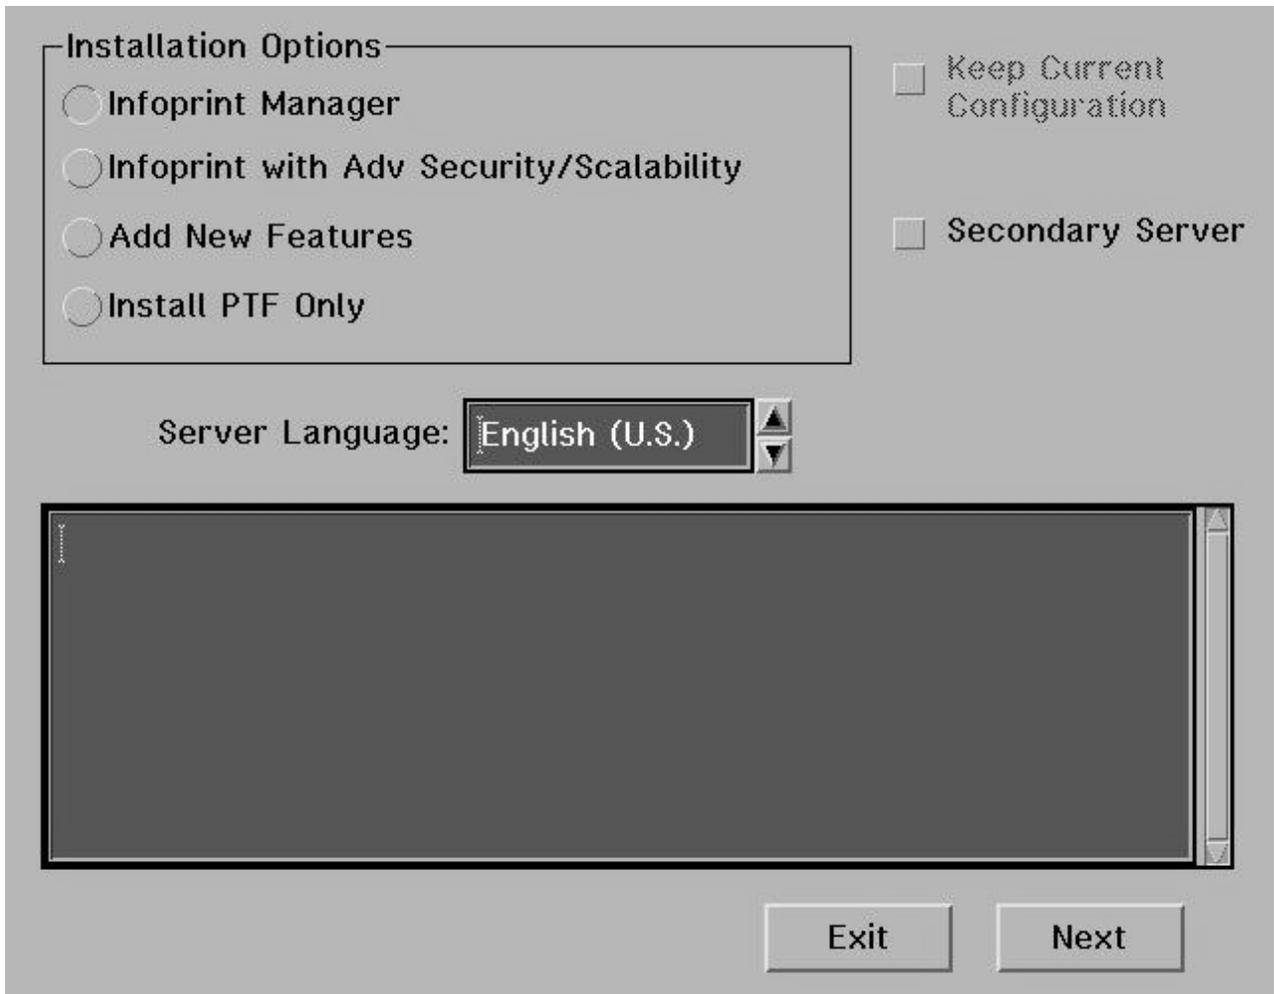 Installation Options
Infoprint Manager
Infoprint with Adv Security/Scalability
Add New Features
Install PTF Only
Keep Current
Configuration
Secondary Server
Server Language: English (U.S.)
Exit
Next